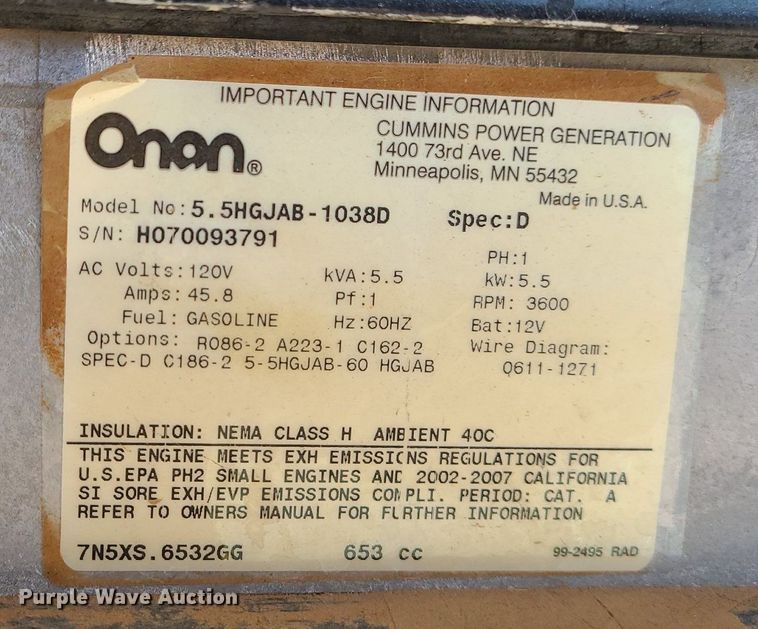 IMPORTANT ENGINE INFORMATION
Onan®
CUMMINS POWER GENERATION
1400 73rd Ave. NE
Minneapolis, MN 55432
Made in U.S.A.
Model No: 5.5HGJAB-1038D Spec:D
S/N: H070093791
PH:1
AC Volts:120V kVA:5.5 kW:5.5
Amps:45.8 Pf:1 RPM: 3600
Fuel: GASOLINE Hz:60HZ Bat:12V
Options: R086-2 A223-1 C162-2 Wire Diagram:
SPEC-D C186-2 5-5HGJAB-60 HGJAB 0611-1271
INSULATION: NEMA CLASS H AMBIENT 40C
THIS ENGINE MEETS EXH EMISSIONS REGULATIONS FOR
U.S.EPA PH2 SMALL ENGINES AND 2002-2007 CALIFORNIA
SI SORE EXH/EVP EMISSIONS COMPLI. PERIOD: CAT. A
REFER TO OWNERS MANUAL FOR FURTHER INFORMATION
7N5XS.6532GG 653 cc 99-2495 RAD
Purple Wave Auction